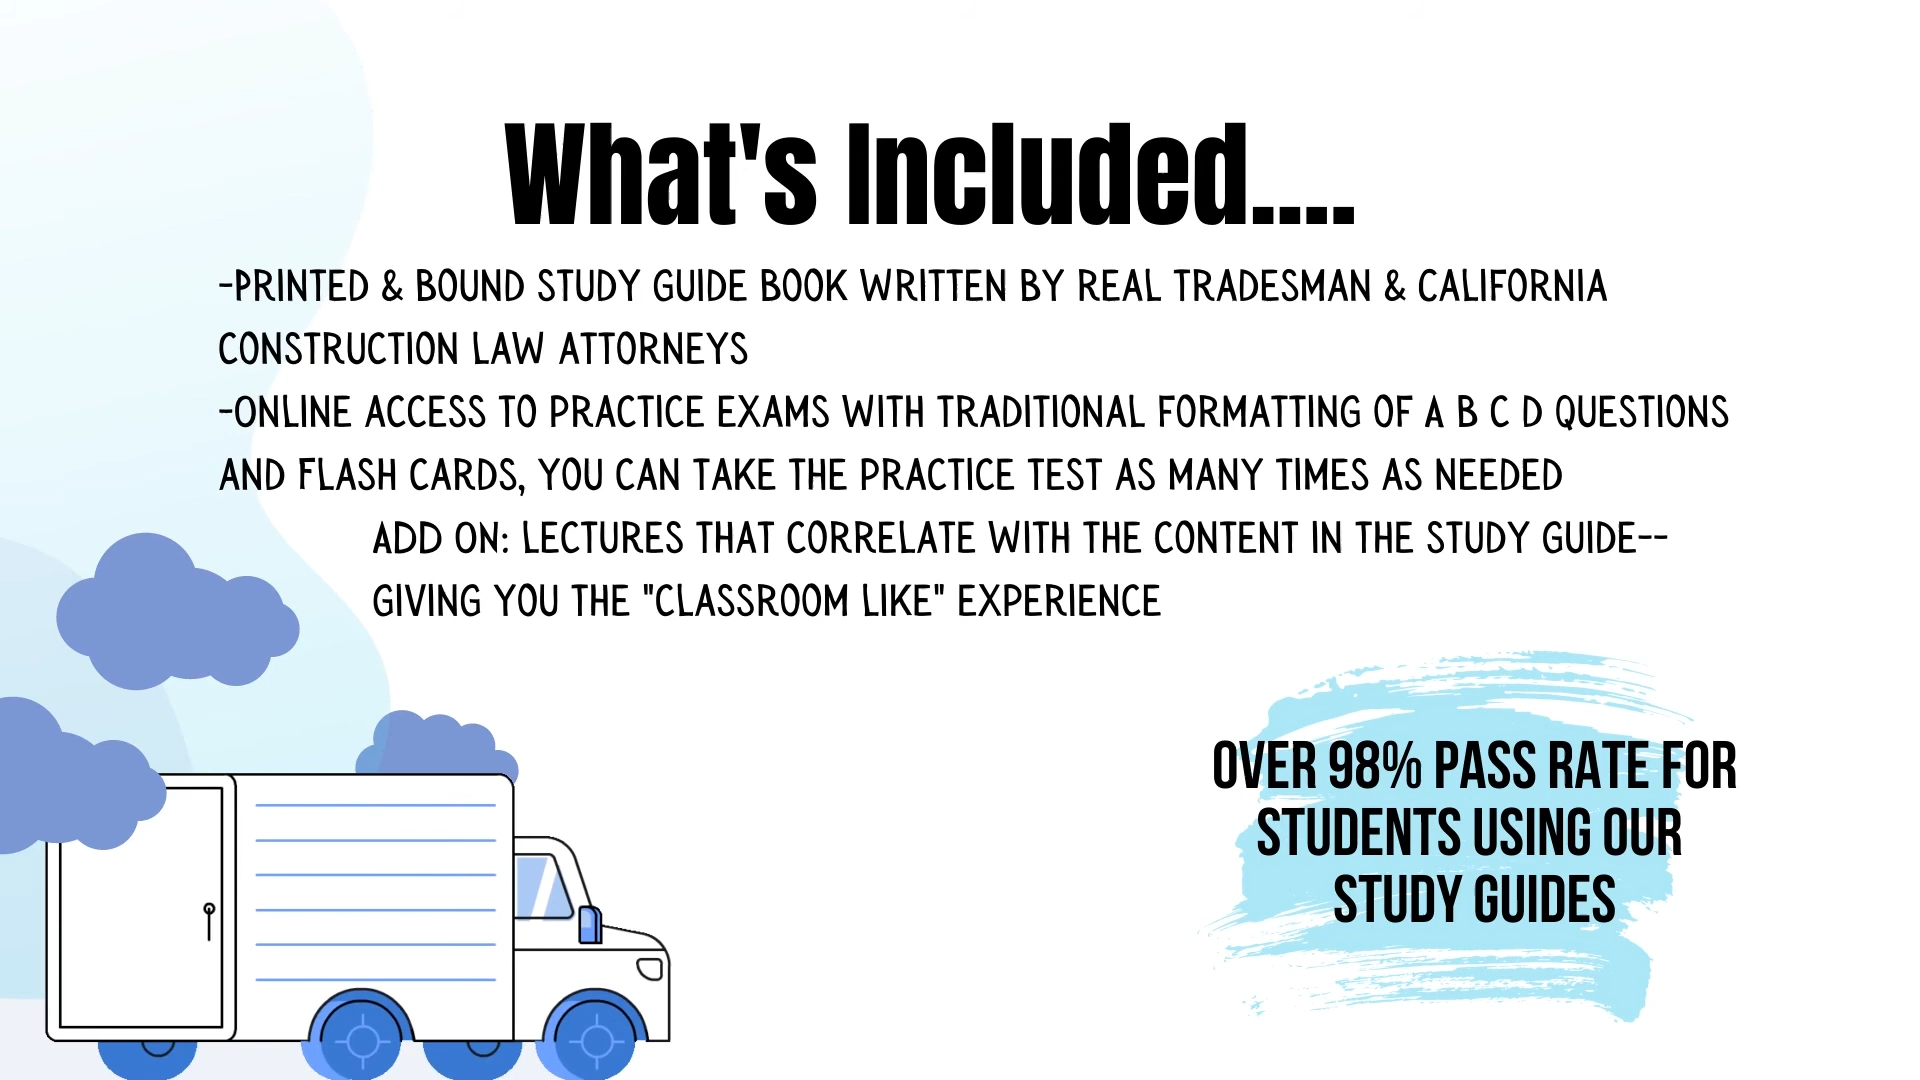 What's Included....
-PRINTED & BOUND STUDY GUIDE BOOK WRITTEN BY REAL TRADESMAN & CALIFORNIA
CONSTRUCTION LAW ATTORNEYS
-ONLINE ACCESS TO PRACTICE EXAMS WITH TRADITIONAL FORMATTING OF A B C D QUESTIONS
AND FLASH CARDS, YOU CAN TAKE THE PRACTICE TEST AS MANY TIMES AS NEEDED
ADD ON: LECTURES THAT CORRELATE WITH THE CONTENT IN THE STUDY GUIDE--
GIVING YOU THE "CLASSROOM LIKE" EXPERIENCE
OVER 98% PASS RATE FOR
STUDENTS USING OUR
STUDY GUIDES